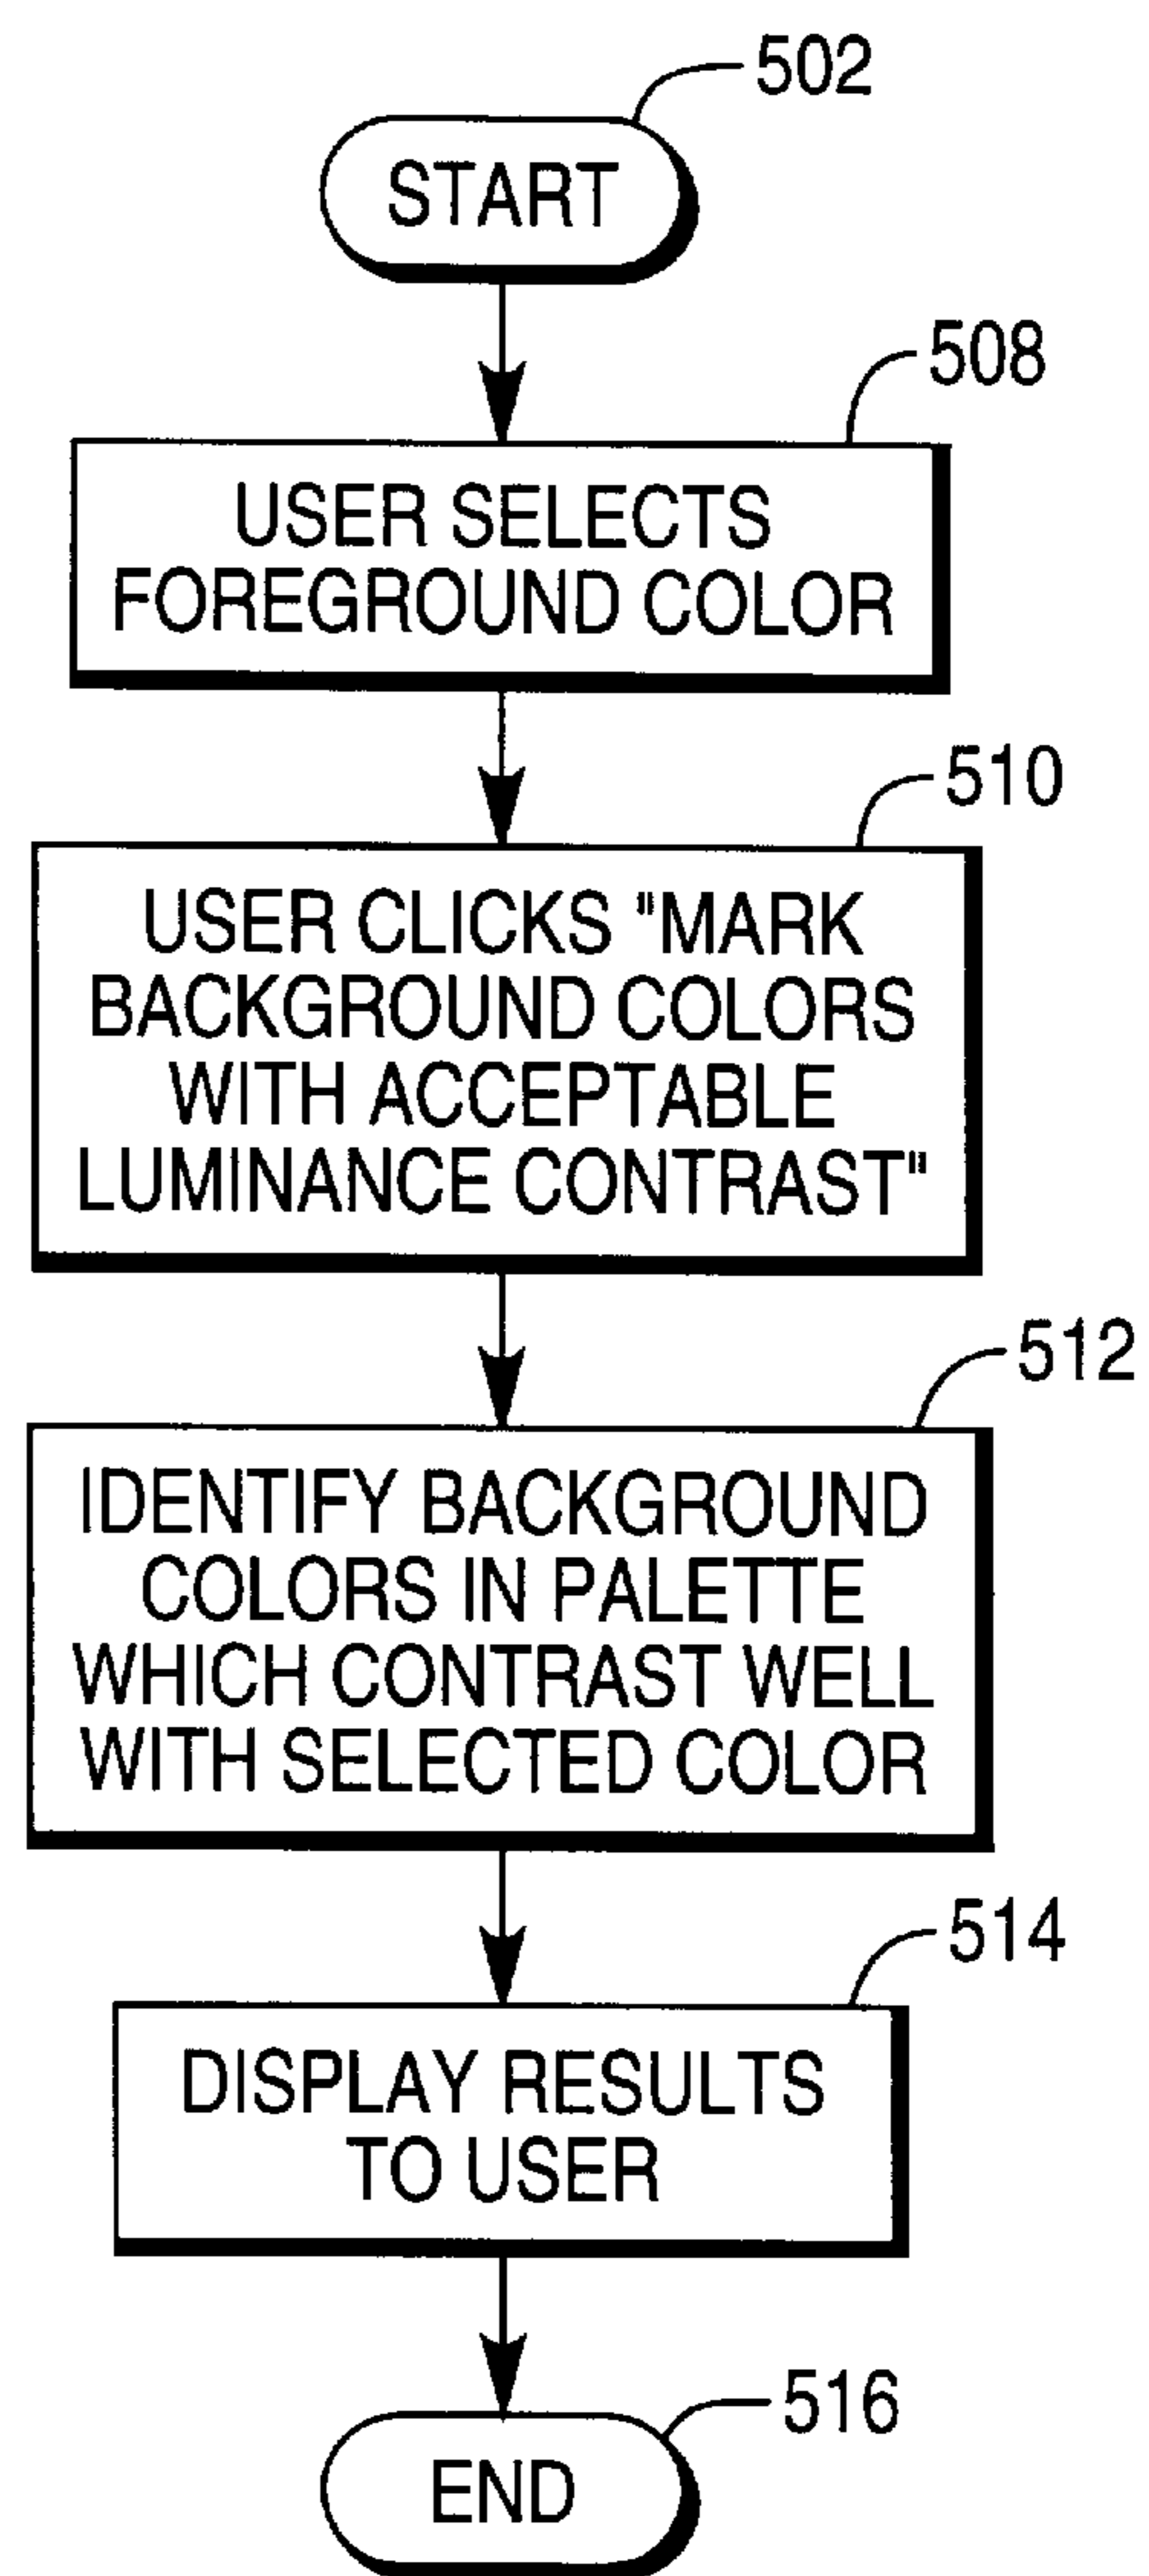 502
START
508
USER SELECTS
FOREGROUND COLOR
510
USER CLICKS "MARK
BACKGROUND COLORS
WITH ACCEPTABLE
LUMINANCE CONTRAST"
512
IDENTIFY BACKGROUND
COLORS IN PALETTE
WHICH CONTRAST WELL
WITH SELECTED COLOR
514
DISPLAY RESULTS
TO USER
516
END